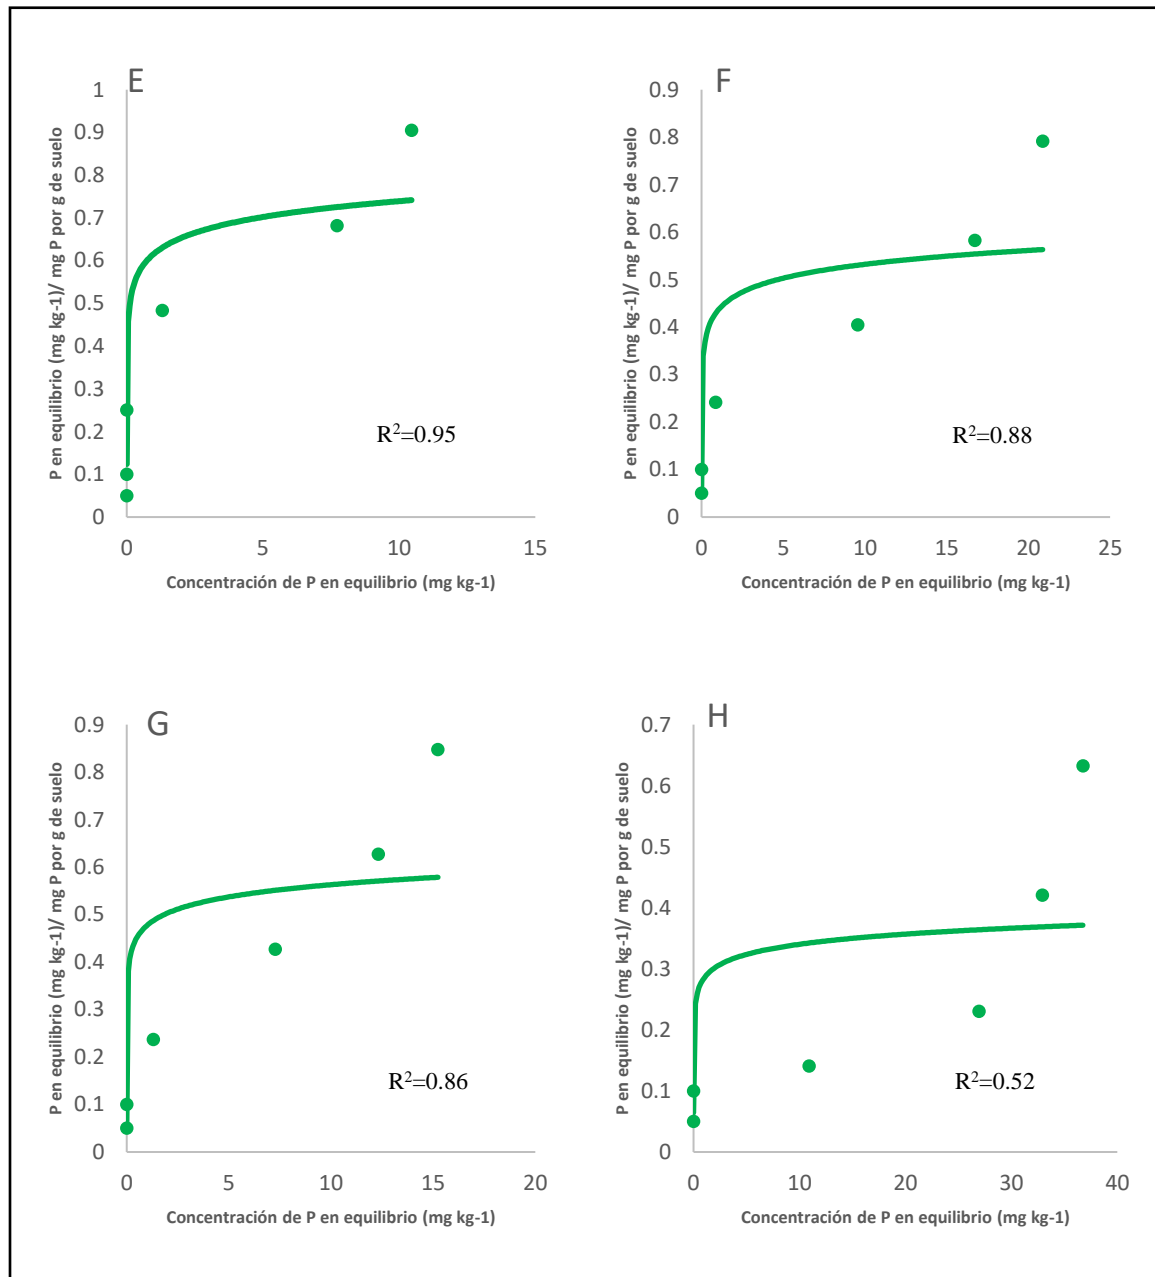 E
P en equilibrio (mg kg-1)/ mg P por g de suelo
1
0.9
0.8
0.7
0.6
0.5
0.4
0.3
0.2
0.1
0
R²=0.95
0 5 10 15
Concentración de P en equilibrio (mg kg-1)
F
P en equilibrio (mg kg-1)/ mg P por g de suelo
0.9
0.8
0.7
0.6
0.5
0.4
0.3
0.2
0.1
0
R²=0.88
0 5 10 15 20 25
Concentración de P en equilibrio (mg kg-1)
G
P en equilibrio (mg kg-1)/ mg P por g de suelo
0.9
0.8
0.7
0.6
0.5
0.4
0.3
0.2
0.1
0
R²=0.86
0 5 10 15 20
Concentración de P en equilibrio (mg kg-1)
H
P en equilibrio (mg kg-1)/ mg P por g de suelo
0.7
0.6
0.5
0.4
0.3
0.2
0.1
0
R²=0.52
0 10 20 30 40
Concentración de P en equilibrio (mg kg-1)